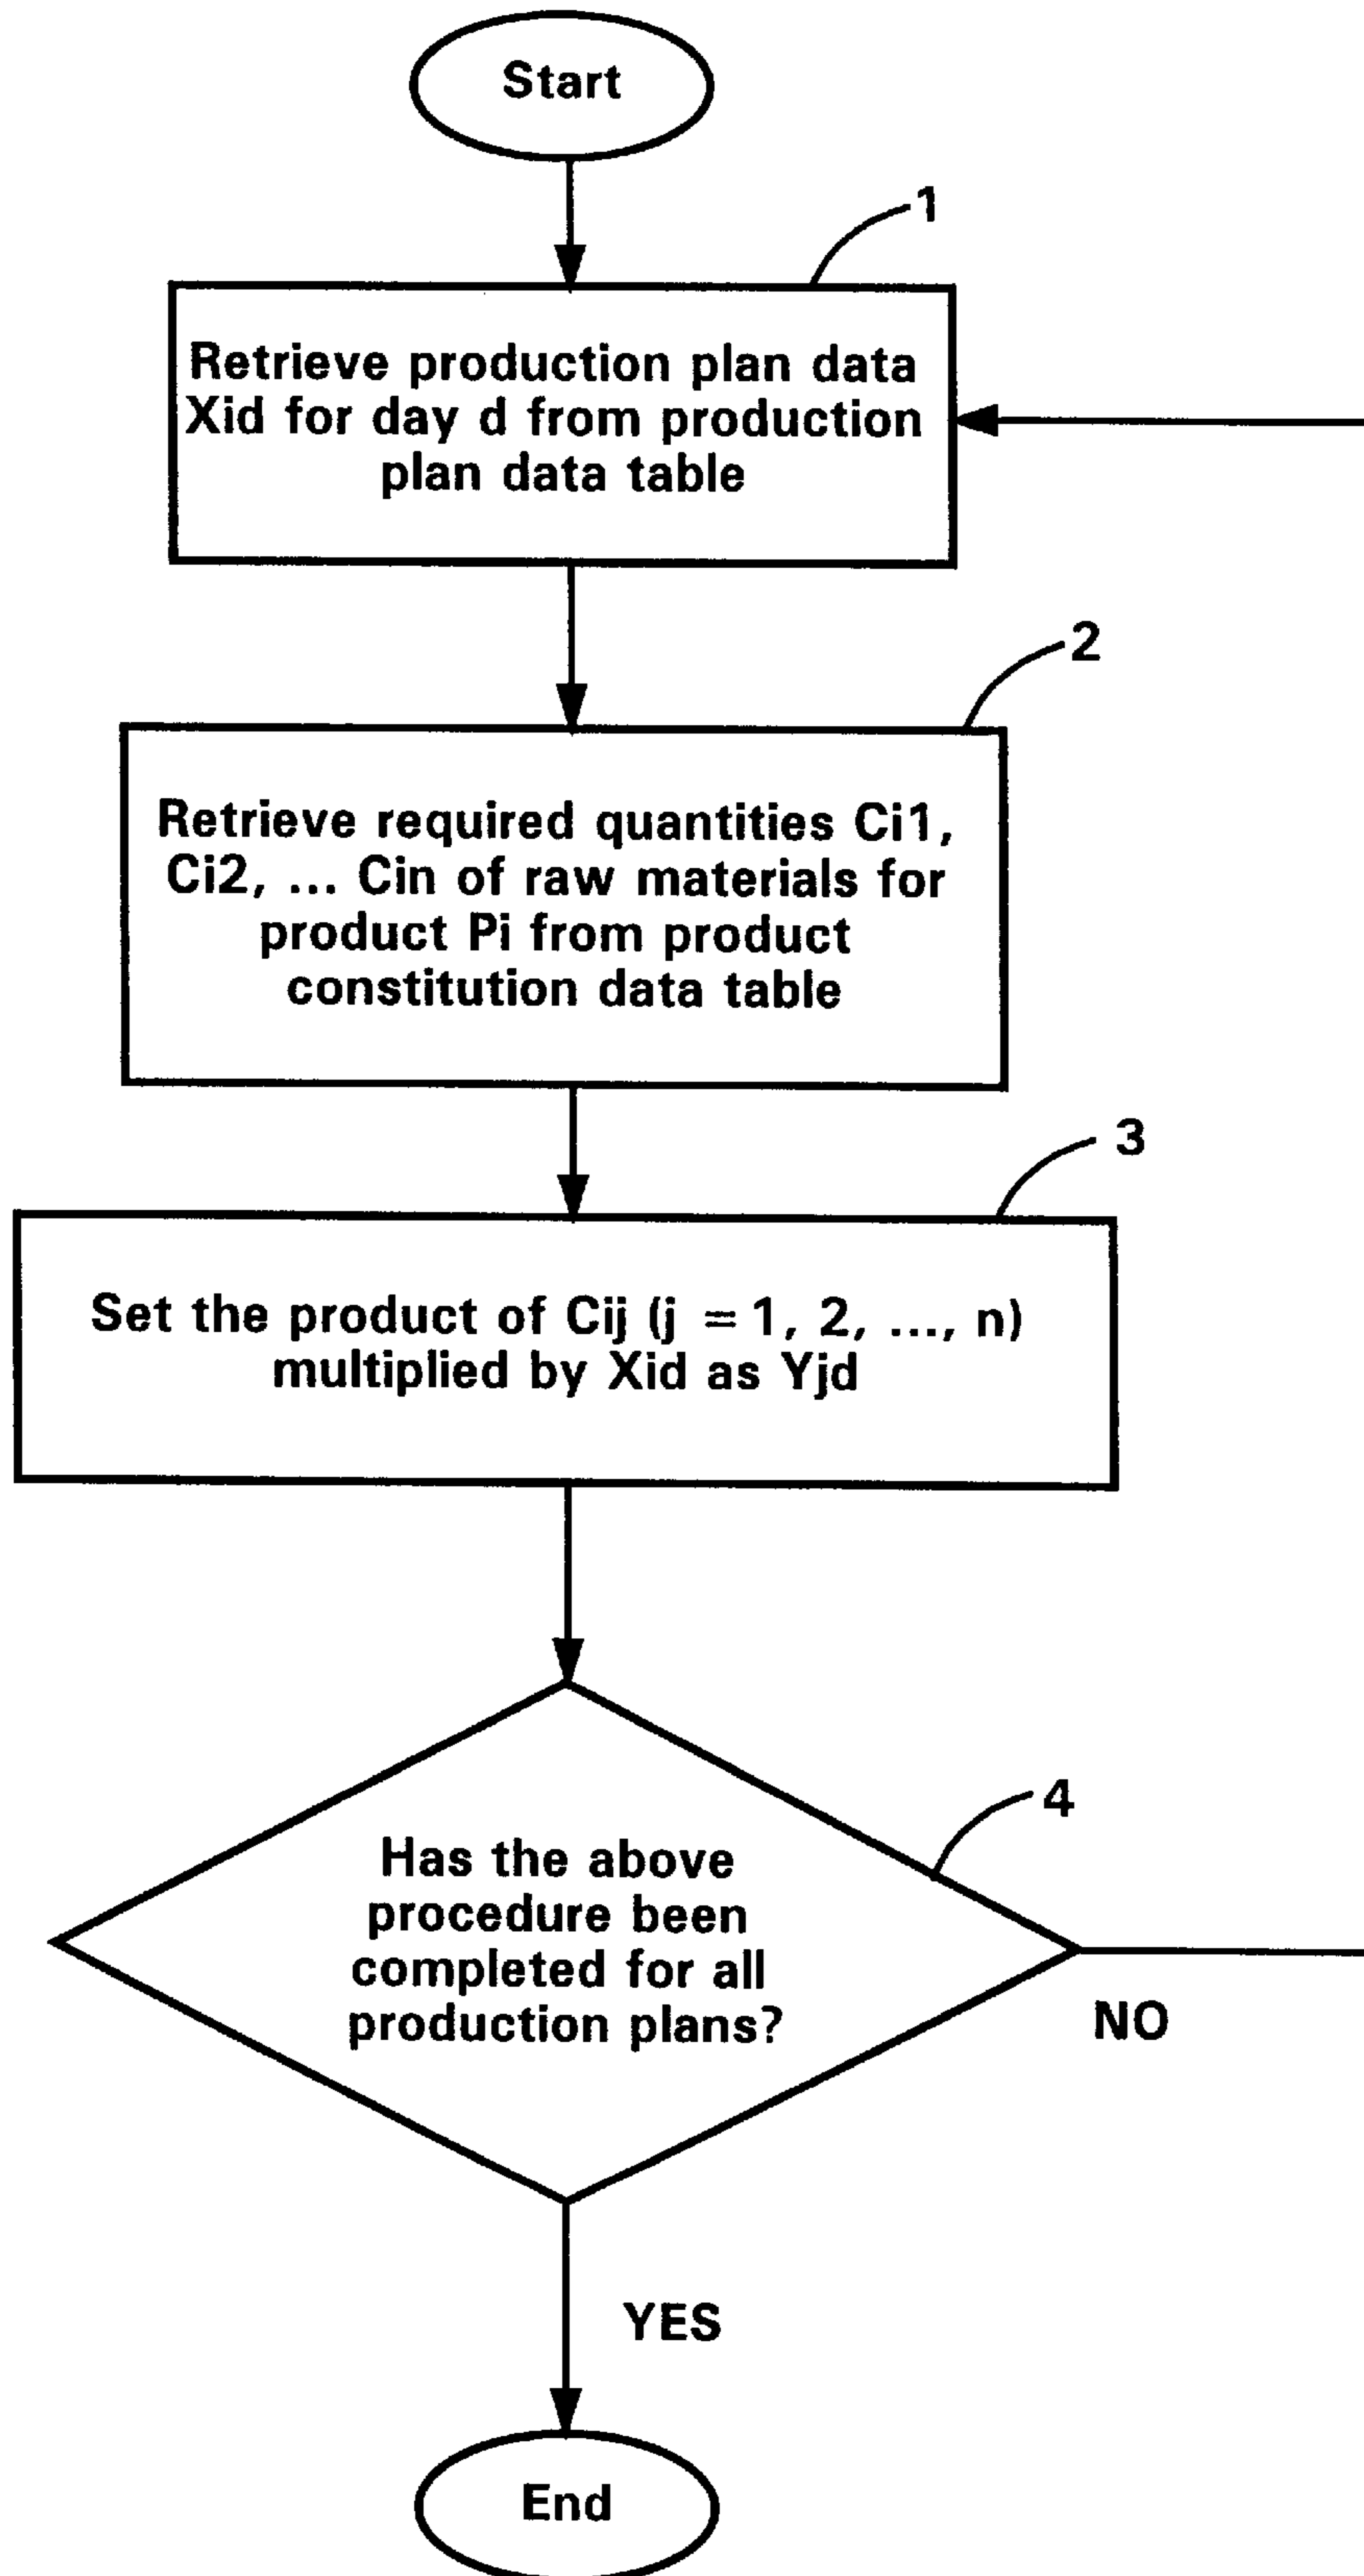 Start
1
Retrieve production plan data
Xid for day d from production
plan data table
2
Retrieve required quantities Ci1,
Ci2, ... Cin of raw materials for
product Pi from product
constitution data table
3
Set the product of Cij (j = 1, 2, ..., n)
multiplied by Xid as Yjd
4
Has the above
procedure been
completed for all
production plans?
NO
YES
End